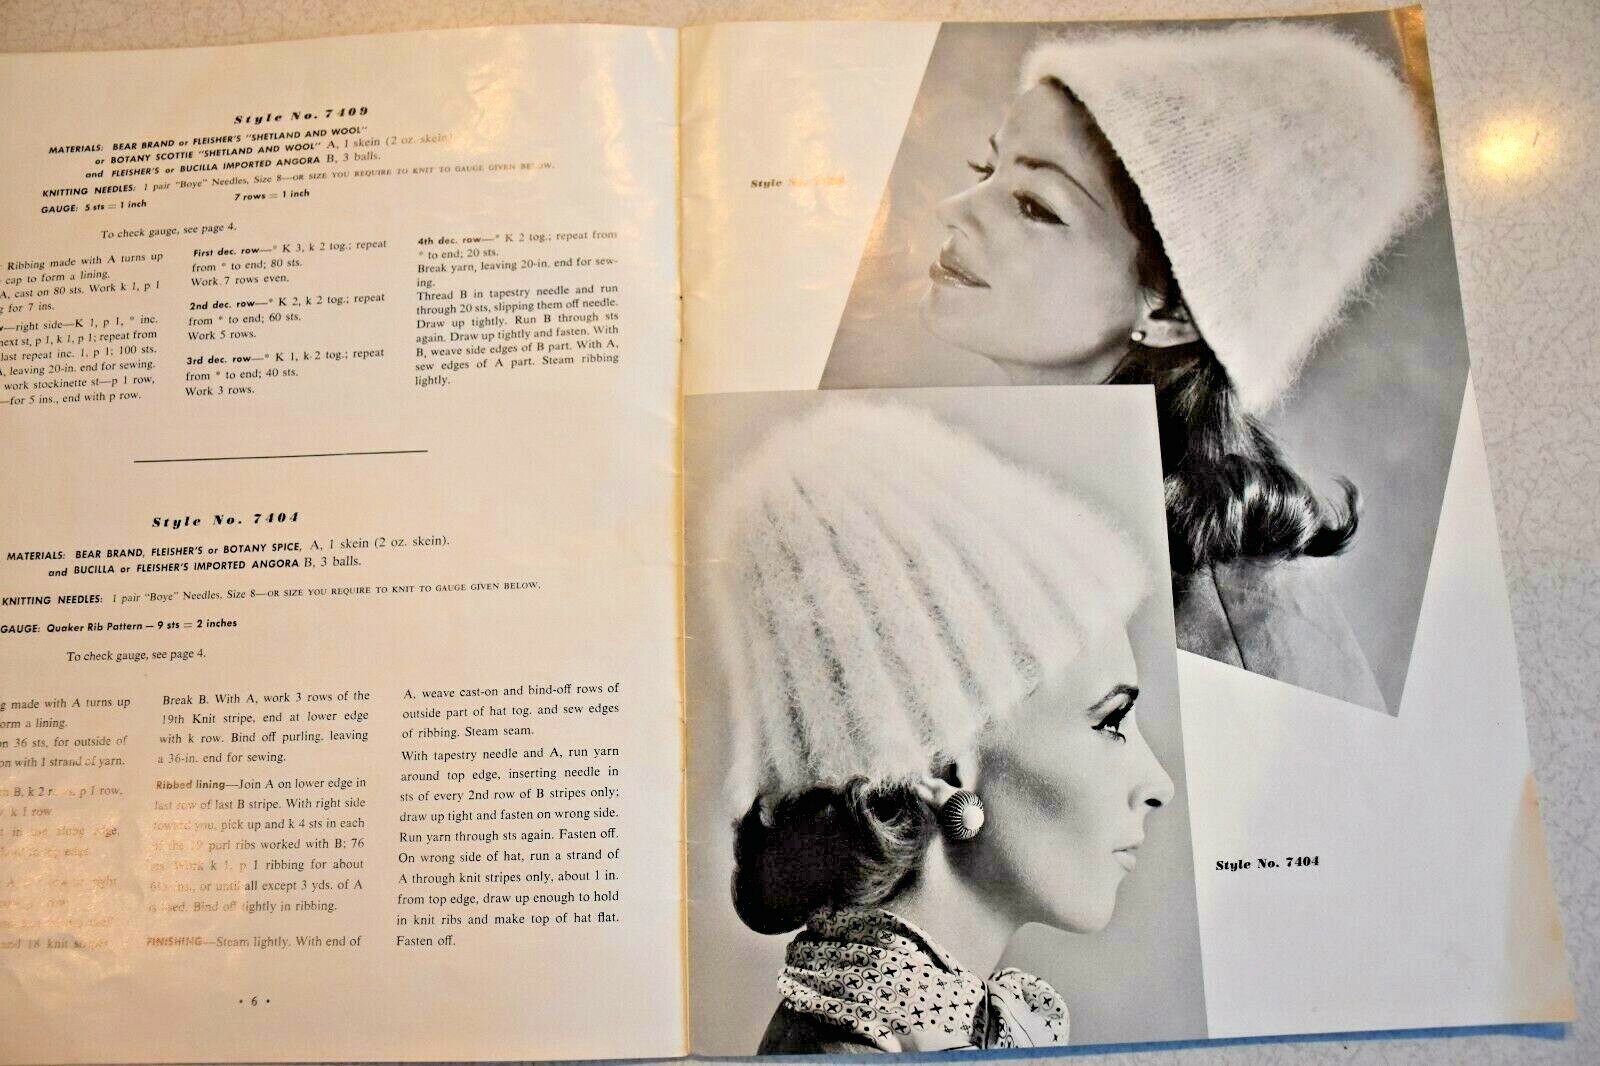 Style No. 7409
MATERIALS: BEAR BRAND or FLEISHER'S "SHETLAND AND WOOL"
or BOTANY SCOTTIE "SHETLAND AND WOOL" A, 1 skein (2 oz. skein)
and FLEISHER'S or BUCILLA IMPORTED ANGORA B, 3 balls.
KNITTING NEEDLES: 1 pair "Boye" Needles, Size 8—OR SIZE YOU REQUIRE TO KNIT TO GAUGE GIVEN BELOW.
GAUGE: 5 sts = 1 inch 7 rows = 1 inch
To check gauge, see page 4.
Ribbing made with A turns up
cap to form a lining.
A, cast on 80 sts. Work k 1, p 1
for 7 ins.
—right side—K 1, p 1, * inc.
next st, p 1, k 1, p 1; repeat from
last repeat inc. 1, p 1; 100 sts.
A, leaving 20-in. end for sewing.
work stockinette st—p 1 row,
—for 5 ins., end with p row.
First dec. row—* K 3, k 2 tog.; repeat
from * to end; 80 sts.
Work 7 rows even.
2nd dec. row—* K 2, k 2 tog.; repeat
from * to end; 60 sts.
Work 5 rows.
3rd dec. row—* K 1, k 2 tog.; repeat
from * to end; 40 sts.
Work 3 rows.
4th dec. row—* K 2 tog.; repeat from
* to end; 20 sts.
Break yarn, leaving 20-in. end for sew-
ing.
Thread B in tapestry needle and run
through 20 sts, slipping them off needle.
Draw up tightly. Run B through sts
again. Draw up tightly and fasten. With
B, weave side edges of B part. With A,
sew edges of A part. Steam ribbing
lightly.
Style No. 7404
MATERIALS: BEAR BRAND, FLEISHER'S or BOTANY SPICE, A, 1 skein (2 oz. skein).
and BUCILLA or FLEISHER'S IMPORTED ANGORA B, 3 balls.
KNITTING NEEDLES: 1 pair "Boye" Needles, Size 8—OR SIZE YOU REQUIRE TO KNIT TO GAUGE GIVEN BELOW.
GAUGE: Quaker Rib Pattern — 9 sts = 2 inches
To check gauge, see page 4.
made with A turns up
form a lining.
36 sts, for outside of
with 1 strand of yarn.
B, k 2 p 1 row,
k 1 row
along edge,
and 18 knit
Break B. With A, work 3 rows of the
19th Knit stripe, end at lower edge
with k row. Bind off purling, leaving
a 36-in. end for sewing.
Ribbed lining—Join A on lower edge in
last row of last B stripe. With right side
toward you, pick up and k 4 sts in each
of the 19 purl ribs worked with B; 76
sts. Work k 1, p 1 ribbing for about
ins., or until all except 3 yds. of A
is used. Bind off tightly in ribbing.
FINISHING—Steam lightly. With end of
A, weave cast-on and bind-off rows of
outside part of hat tog. and sew edges
of ribbing. Steam seam.
With tapestry needle and A, run yarn
around top edge, inserting needle in
sts of every 2nd row of B stripes only;
draw up tight and fasten on wrong side.
Run yarn through sts again. Fasten off.
On wrong side of hat, run a strand of
A through knit stripes only, about 1 in.
from top edge, draw up enough to hold
in knit ribs and make top of hat flat.
Fasten off.
• 6 •
Style
Style No. 7404